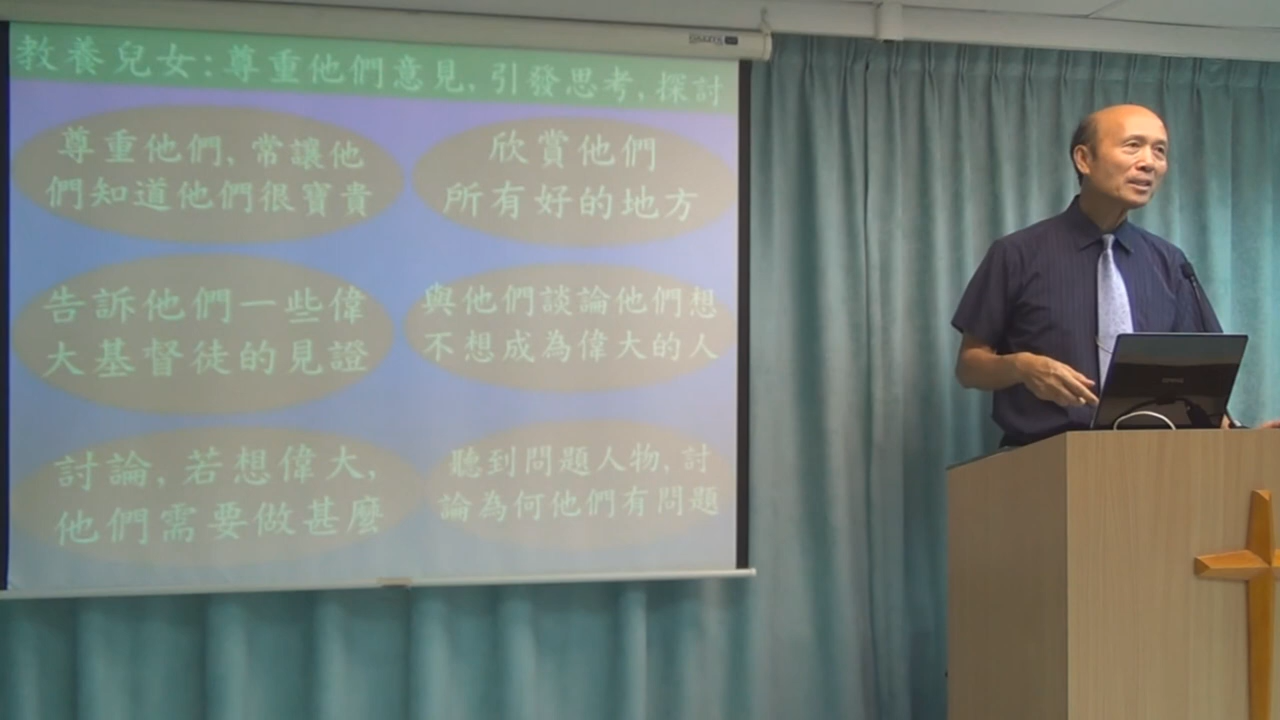 教養兒女:尊重他們意見,引發思考,探討
尊重他們,常讓他
們知道他們很寶貴
欣賞他們
所有好的地方
告訴他們一些偉
大基督徒的見證
與他們談論他們想
不想成為偉大的人
討論,若想偉大,
他們需要做甚麼
聽到問題人物,討
論為何他們有問題